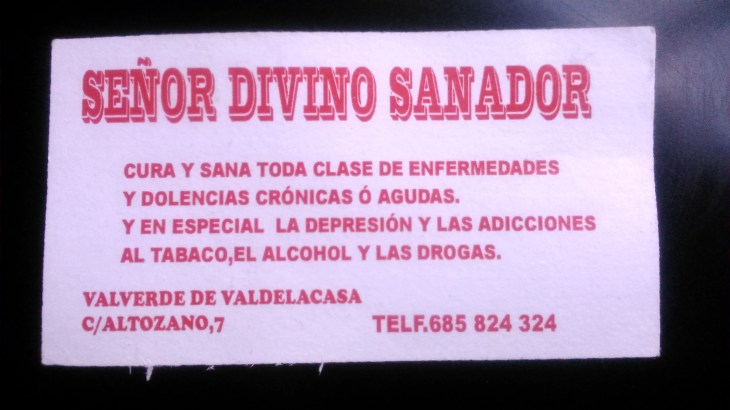 SEÑOR DIVINO SANADOR
CURA Y SANA TODA CLASE DE ENFERMEDADES
Y DOLENCIAS CRÓNICAS Ó AGUDAS.
Y EN ESPECIAL LA DEPRESIÓN Y LAS ADICCIONES
AL TABACO,EL ALCOHOL Y LAS DROGAS.
VALVERDE DE VALDELACASA
C/ALTOZANO,7 TELF.685 824 324